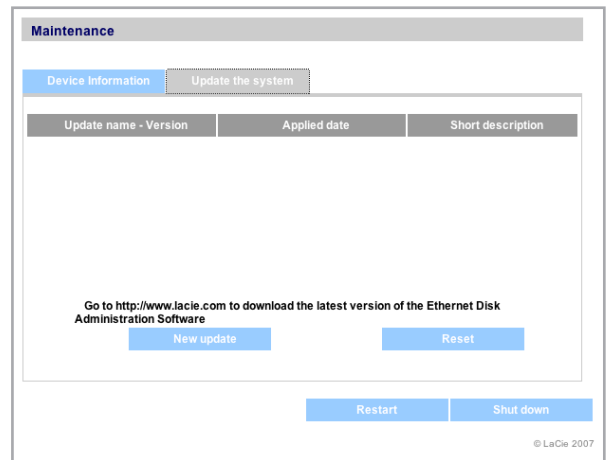 Maintenance
Device Information
Update the system
Update name - Version
Applied date
Short description
Go to http://www.lacie.com to download the latest version of the Ethernet Disk
Administration Software
New update
Reset
Restart
Shut down
© LaCie 2007